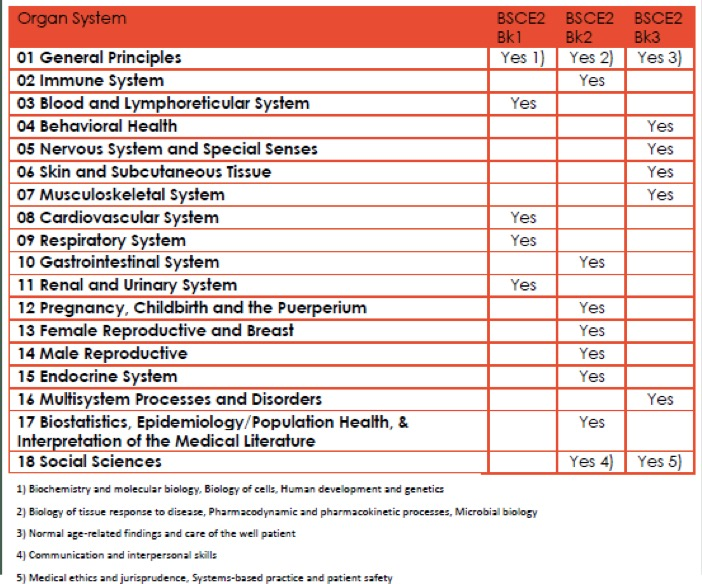 Organ System BSCE2 Bk1 BSCE2 Bk2 BSCE2 Bk3
01 General Principles Yes 1) Yes 2) Yes 3)
02 Immune System Yes
03 Blood and Lymphoreticular System Yes
04 Behavioral Health Yes
05 Nervous System and Special Senses Yes
06 Skin and Subcutaneous Tissue Yes
07 Musculoskeletal System Yes
08 Cardiovascular System Yes
09 Respiratory System Yes
10 Gastrointestinal System Yes
11 Renal and Urinary System Yes
12 Pregnancy, Childbirth and the Puerperium Yes
13 Female Reproductive and Breast Yes
14 Male Reproductive Yes
15 Endocrine System Yes
16 Multisystem Processes and Disorders Yes
17 Biostatistics, Epidemiology/Population Health, & Yes
Interpretation of the Medical Literature
18 Social Sciences Yes 4) Yes 5)
1) Biochemistry and molecular biology, Biology of cells, Human development and genetics
2) Biology of tissue response to disease, Pharmacodynamic and pharmacokinetic processes, Microbial biology
3) Normal age-related findings and care of the well patient
4) Communication and interpersonal skills
5) Medical ethics and jurisprudence, Systems-based practice and patient safety